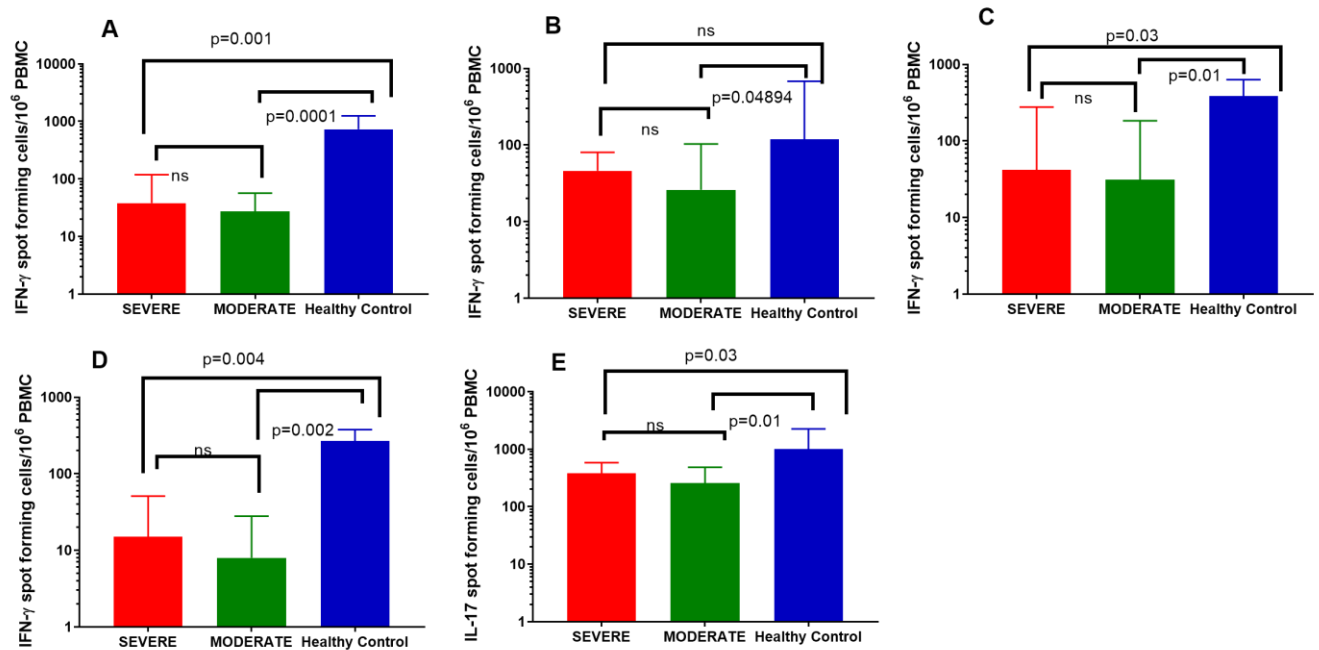 A
p=0.001
p=0.0001
ns
IFN-γ spot forming cells/10⁶ PBMC
10000
1000
100
10
1
SEVERE MODERATE Healthy Control
B
ns
p=0.04894
ns
IFN-γ spot forming cells/10⁶ PBMC
1000
100
10
1
SEVERE MODERATE Healthy Control
C
p=0.03
p=0.01
ns
IFN-γ spot forming cells/10⁶ PBMC
1000
100
10
1
SEVERE MODERATE Healthy Control
D
p=0.004
p=0.002
ns
IFN-γ spot forming cells/10⁶ PBMC
1000
100
10
1
SEVERE MODERATE Healthy Control
E
p=0.03
p=0.01
ns
IL-17 spot forming cells/10⁶ PBMC
10000
1000
100
10
1
SEVERE MODERATE Healthy Control